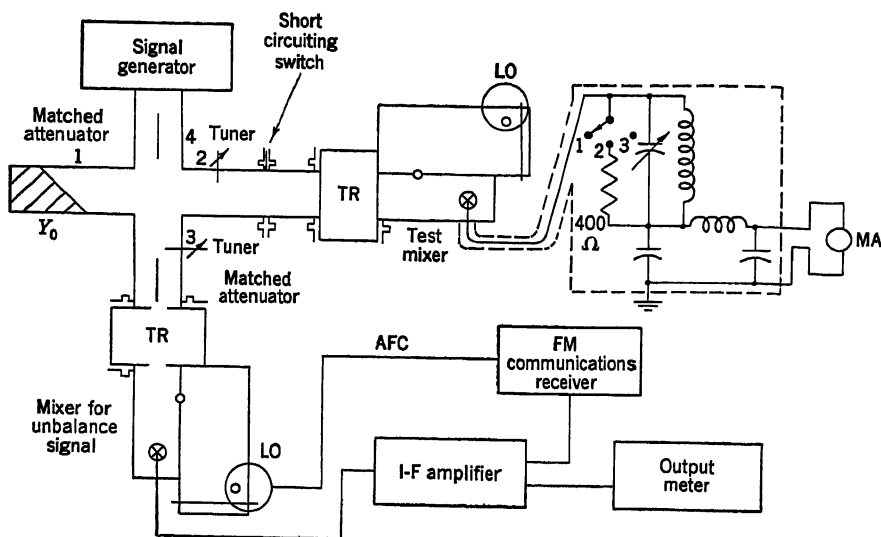 Signal
generator
Short
circuiting
switch
LO
Matched
attenuator
1
4
2
Tuner
Y₀
TR
Test
mixer
1
2
3
400
Ω
MA
3
Tuner
Matched
attenuator
TR
AFC
FM
communications
receiver
Mixer for
unbalance
signal
LO
I-F amplifier
Output
meter